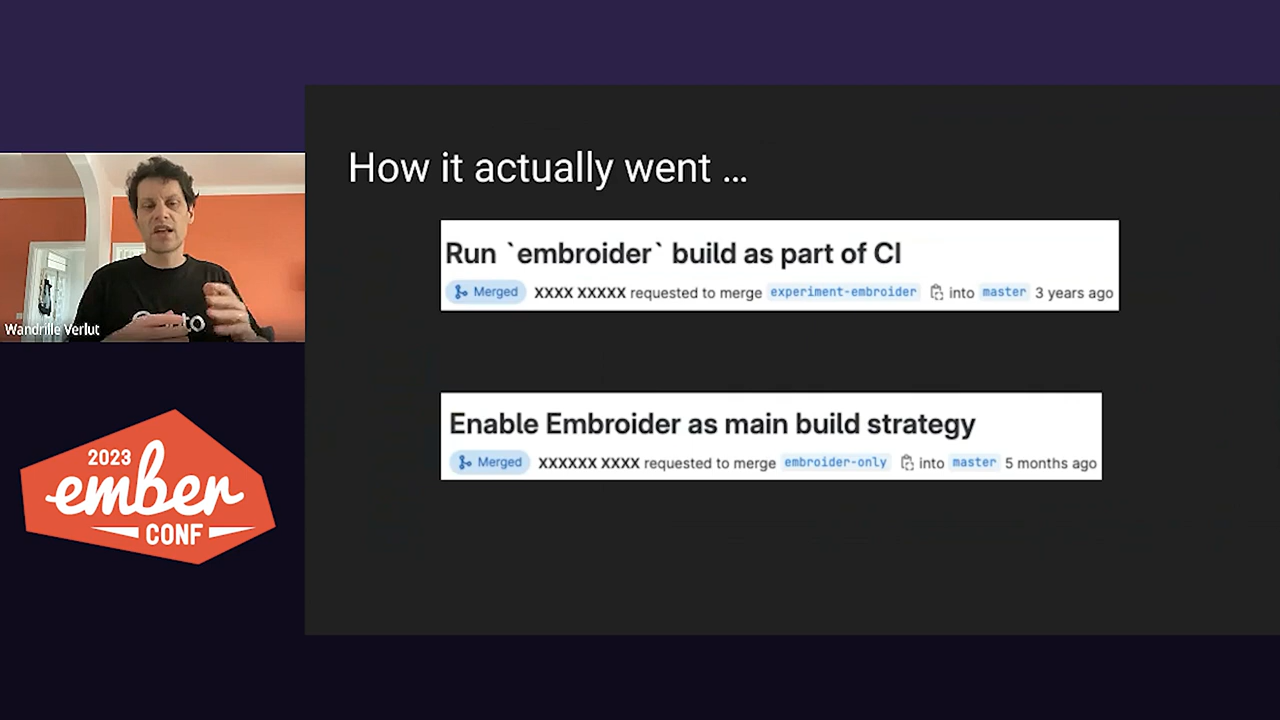 How it actually went ...
Run `embroider` build as part of CI
Merged XXXX XXXXX requested to merge experiment-embroider into master 3 years ago
Wandrille Verlut
Enable Embroider as main build strategy
Merged XXXXXX XXXX requested to merge embroider-only into master 5 months ago
2023
ember
CONF